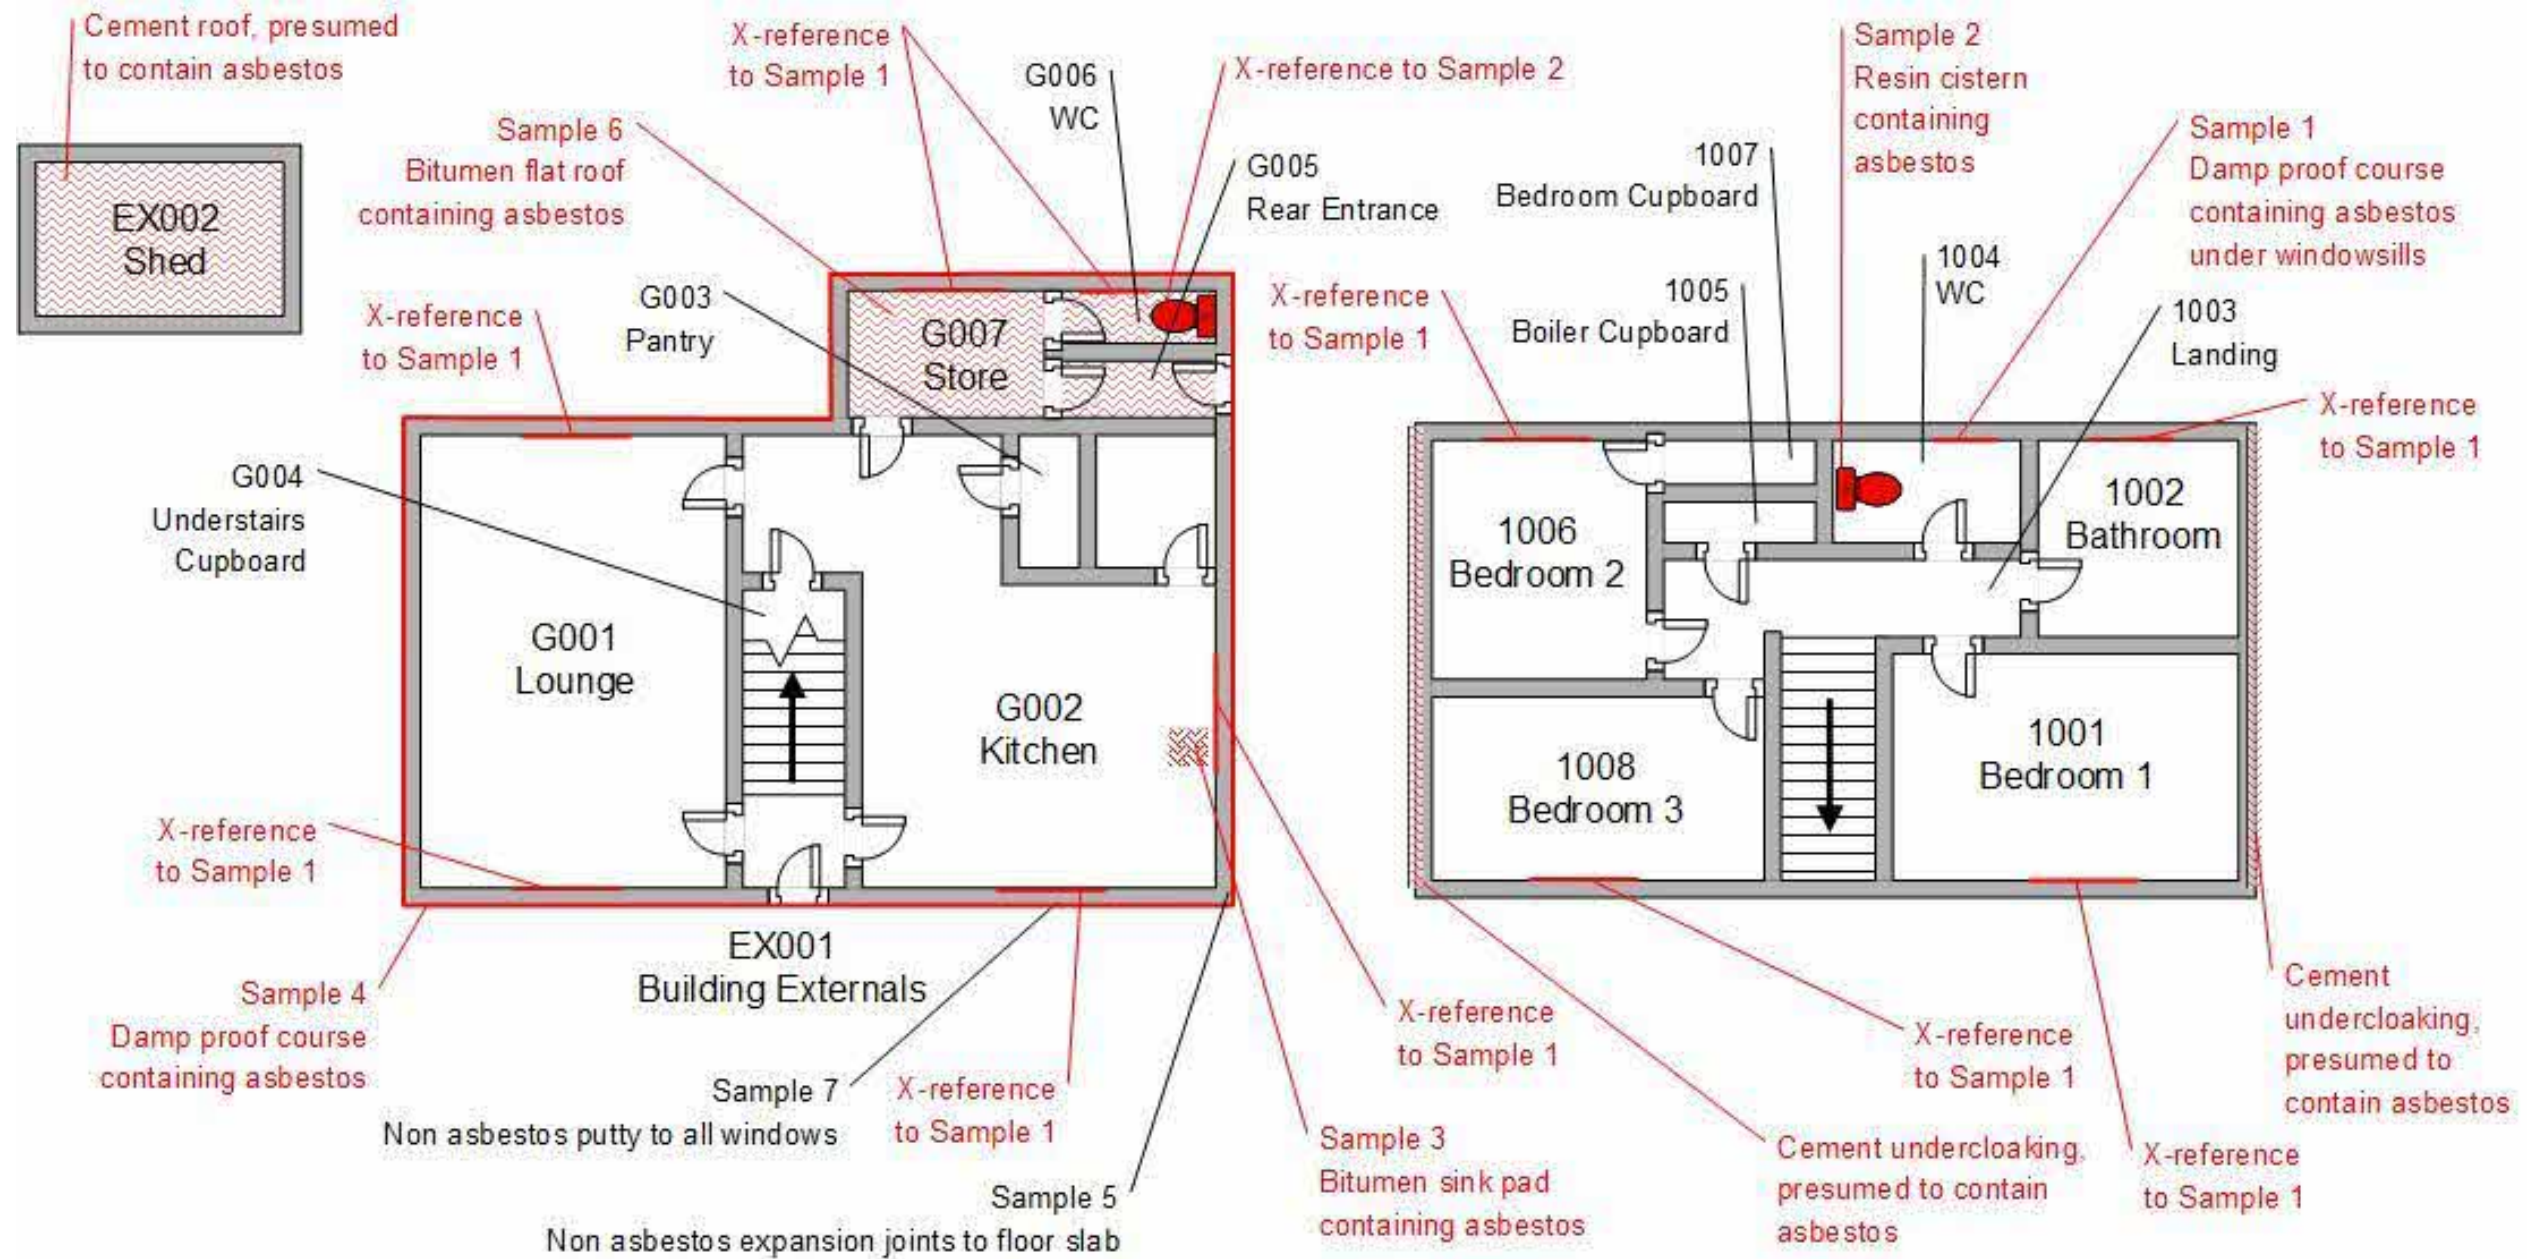 Cement roof, presumed
to contain asbestos
EX002
Shed
X-reference
to Sample 1
G006
WC
X-reference to Sample 2
Sample 6
Bitumen flat roof
containing asbestos
G005
Rear Entrance
X-reference
to Sample 1
G003
Pantry
G007
Store
G004
Understairs
Cupboard
G001
Lounge
G002
Kitchen
X-reference
to Sample 1
EX001
Building Externals
Sample 4
Damp proof course
containing asbestos
Sample 7
Non asbestos putty to all windows
X-reference
to Sample 1
Sample 5
Non asbestos expansion joints to floor slab
X-reference
to Sample 1
Sample 3
Bitumen sink pad
containing asbestos
Sample 2
Resin cistern
containing
asbestos
Sample 1
Damp proof course
containing asbestos
under windowsills
1007
Bedroom Cupboard
1005
Boiler Cupboard
1004
WC
1003
Landing
X-reference
to Sample 1
X-reference
to Sample 1
1006
Bedroom 2
1002
Bathroom
1008
Bedroom 3
1001
Bedroom 1
X-reference
to Sample 1
Cement undercloaking,
presumed to contain
asbestos
X-reference
to Sample 1
Cement
undercloaking,
presumed to
contain asbestos